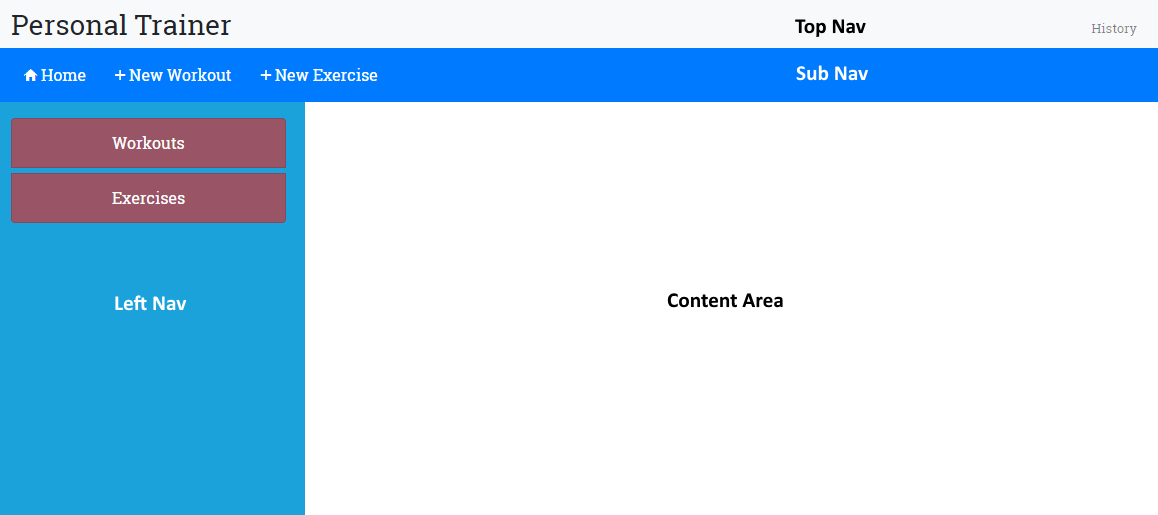 Personal Trainer Top Nav History
Home + New Workout + New Exercise Sub Nav
Workouts
Exercises
Left Nav Content Area